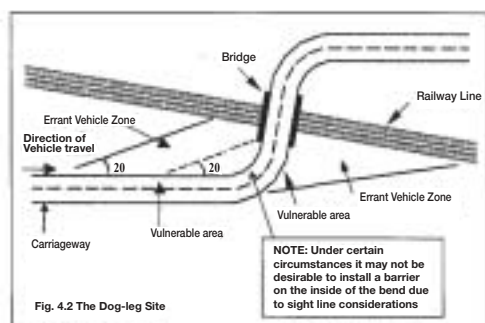 Bridge
Railway Line
Errant Vehicle Zone
Direction of
Vehicle travel
20
20
Errant Vehicle Zone
Vulnerable area
Vulnerable area
Carriageway
NOTE: Under certain
circumstances it may not be
desirable to install a barrier
on the inside of the bend due
to sight line considerations
Fig. 4.2 The Dog-leg Site